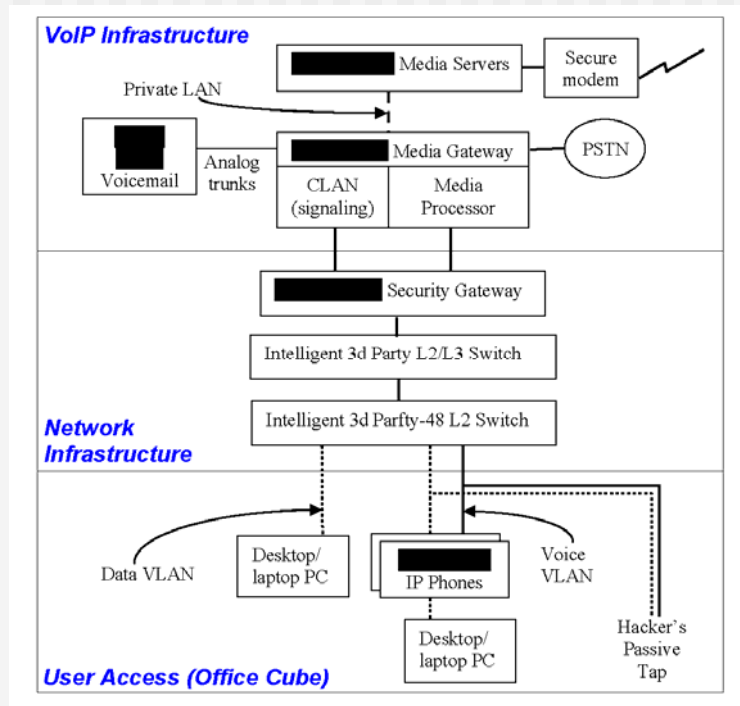 VoIP Infrastructure
Media Servers
Secure
modem
Private LAN
Voicemail
Analog
trunks
Media Gateway
PSTN
CLAN
(signaling)
Media
Processor
Security Gateway
Intelligent 3d Party L2/L3 Switch
Intelligent 3d Parfty-48 L2 Switch
Network
Infrastructure
Data VLAN
Desktop/
laptop PC
IP Phones
Voice
VLAN
Desktop/
laptop PC
Hacker's
Passive
Tap
User Access (Office Cube)